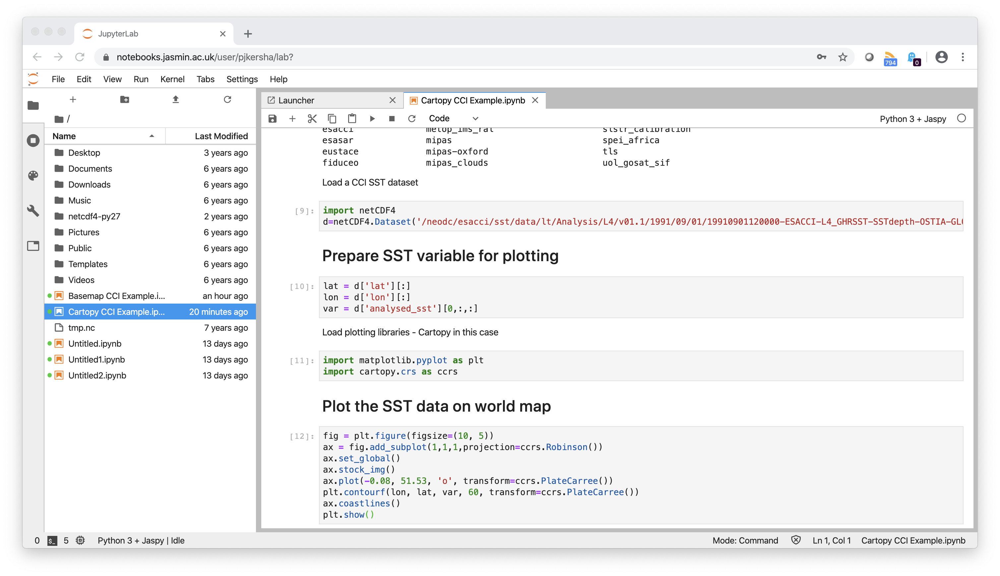 JupyterLab
notebooks.jasmin.ac.uk/user/pjkersha/lab?
794
0
File Edit View Run Kernel Tabs Settings Help
/
Name Last Modified
Desktop 3 years ago
Documents 6 years ago
Downloads 6 years ago
Music 6 years ago
netcdf4-py27 2 years ago
Pictures 6 years ago
Public 6 years ago
Templates 6 years ago
Videos 6 years ago
Basemap CCI Example.i... an hour ago
Cartopy CCI Example.ip... 20 minutes ago
tmp.nc 7 years ago
Untitled.ipynb 13 days ago
Untitled1.ipynb 13 days ago
Untitled2.ipynb 13 days ago
Launcher Cartopy CCI Example.ipynb
Code Python 3 + Jaspy
esacci metop_ims_ral slstr_calibration
esasar mipas spei_africa
eustace mipas-oxford tls
fiduceo mipas_clouds uol_gosat_sif
Load a CCI SST dataset
[9]: import netCDF4
d=netCDF4.Dataset('/neodc/esacci/sst/data/lt/Analysis/L4/v01.1/1991/09/01/19910901120000-ESACCI-L4_GHRSST-SSTdepth-OSTIA-GL
Prepare SST variable for plotting
[10]: lat = d['lat'][:]
lon = d['lon'][:]
var = d['analysed_sst'][0,:,:]
Load plotting libraries - Cartopy in this case
[11]: import matplotlib.pyplot as plt
import cartopy.crs as ccrs
Plot the SST data on world map
[12]: fig = plt.figure(figsize=(10, 5))
ax = fig.add_subplot(1,1,1,projection=ccrs.Robinson())
ax.set_global()
ax.stock_img()
ax.plot(-0.08, 51.53, 'o', transform=ccrs.PlateCarree())
plt.contourf(lon, lat, var, 60, transform=ccrs.PlateCarree())
ax.coastlines()
plt.show()
0 $_ 5 Python 3 + Jaspy | Idle Mode: Command Ln 1, Col 1 Cartopy CCI Example.ipynb